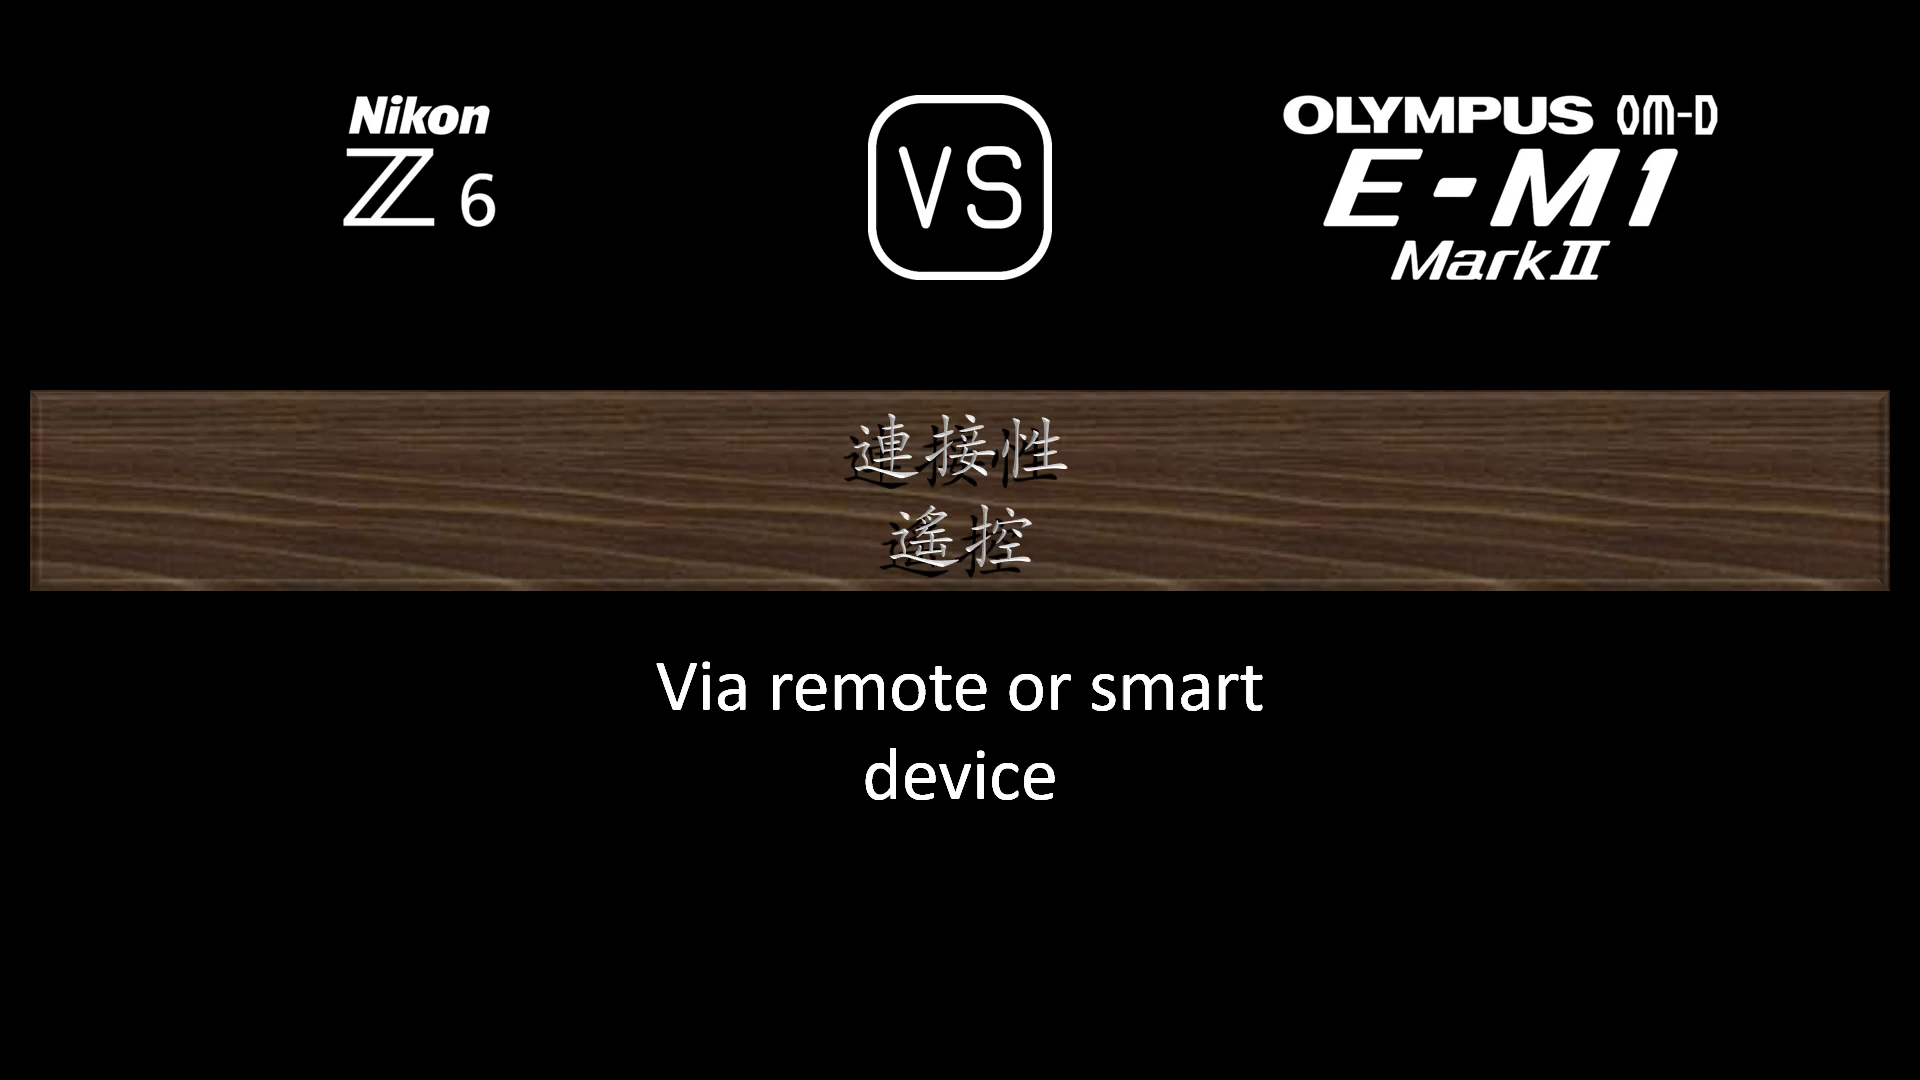 Nikon
Z 6
VS
OLYMPUS OM-D
E-M1
Mark II
連接性
遙控
Via remote or smart
device